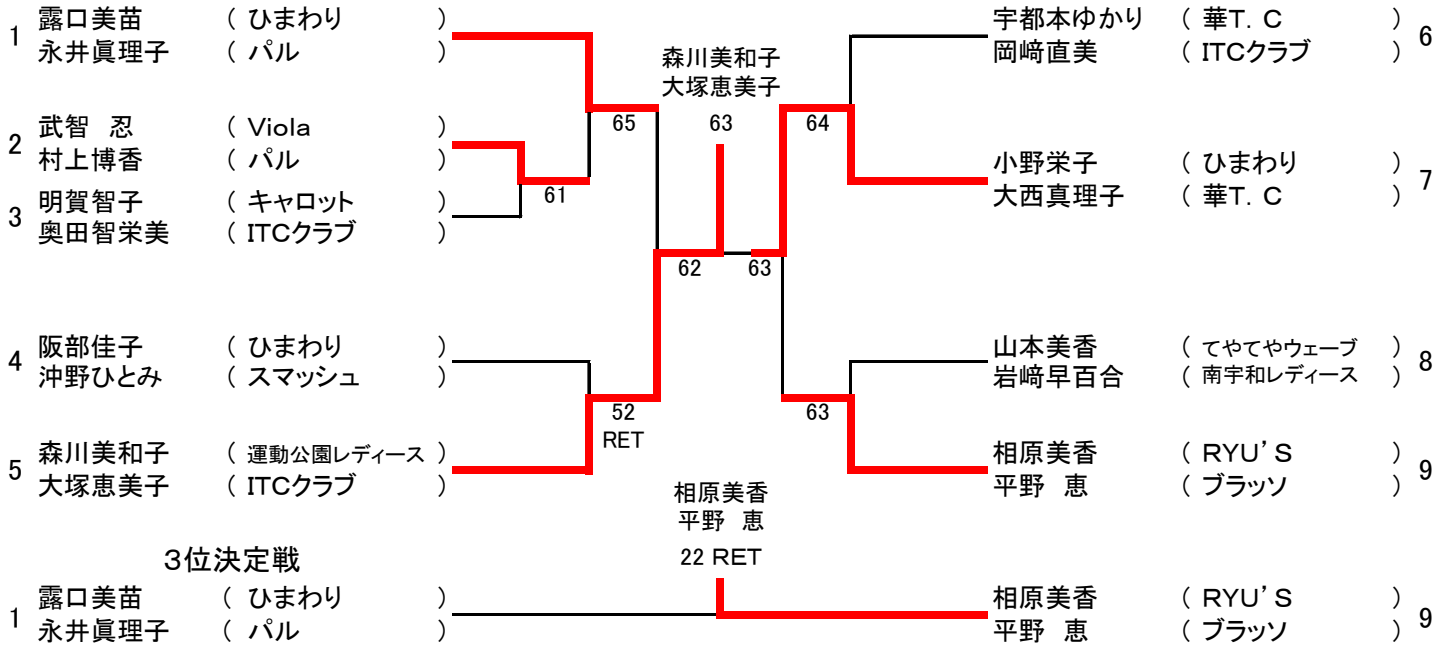 1 露口美苗 ( ひまわり )
永井眞理子 ( パル )
2 武智 忍 ( Viola )
村上博香 ( パル )
3 明賀智子 ( キャロット )
奥田智栄美 ( ITCクラブ )
4 阪部佳子 ( ひまわり )
沖野ひとみ ( スマッシュ )
5 森川美和子 ( 運動公園レディース )
大塚恵美子 ( ITCクラブ )
65
61
52
RET
62
森川美和子
大塚恵美子
63
64
63
63
宇都本ゆかり ( 華T. C ) 6
岡﨑直美 ( ITCクラブ )
小野栄子 ( ひまわり ) 7
大西真理子 ( 華T. C )
山本美香 ( てやてやウェーブ ) 8
岩﨑早百合 ( 南宇和レディース )
相原美香 ( RYU'S ) 9
平野 恵 ( ブラッソ )
3位決定戦
1 露口美苗 ( ひまわり )
永井眞理子 ( パル )
相原美香
平野 恵
22 RET
相原美香 ( RYU'S ) 9
平野 恵 ( ブラッソ )